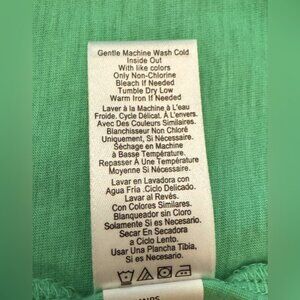 Gentle Machine Wash Cold
Inside Out
With like colors
Only Non-Chlorine
Bleach If Needed
Tumble Dry Low
Warm Iron If Needed
Laver à la Machine à L'eau
Froide. Cycle Délicat. À L'envers.
Avec Des Couleurs Similaires.
Blanchisseur Non Chloré
Uniquement, Si Nécessaire.
Séchage en Machine
à Basse Température.
Repasser À Une Température
Moyenne Si Nécessaire.
Lavar en Lavadora con
Agua Fria .Ciclo Delicado.
Lavar al Revés.
Con Colores Similares.
Blanqueador sin Cloro
Solamente Si es Necesario.
Secar En Secadora
a Ciclo Lento.
Usar Una Plancha Tibia,
Si es Necesario.